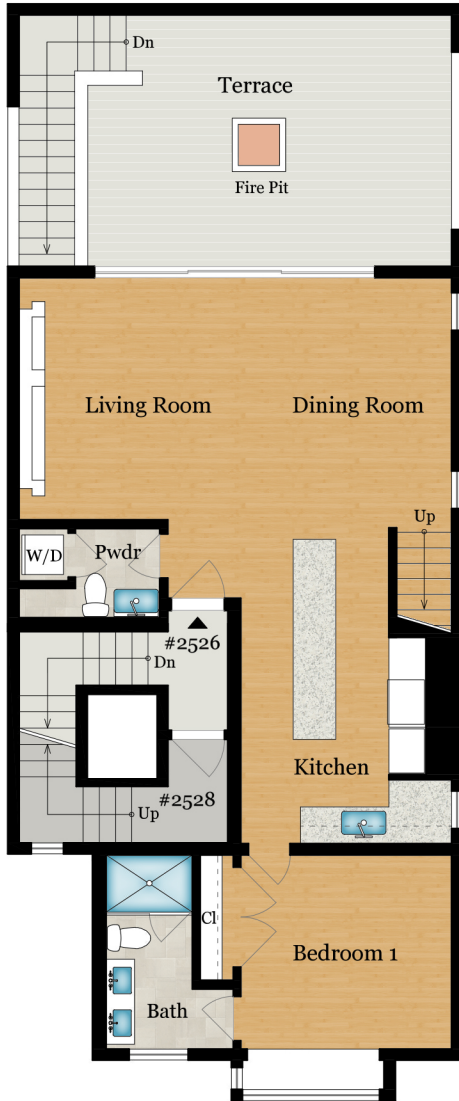 Dn
Terrace
Fire Pit
Living Room
Dining Room
Up
W/D
Pwdr
#2526
Dn
Kitchen
#2528
Up
Cl
Bedroom 1
Bath